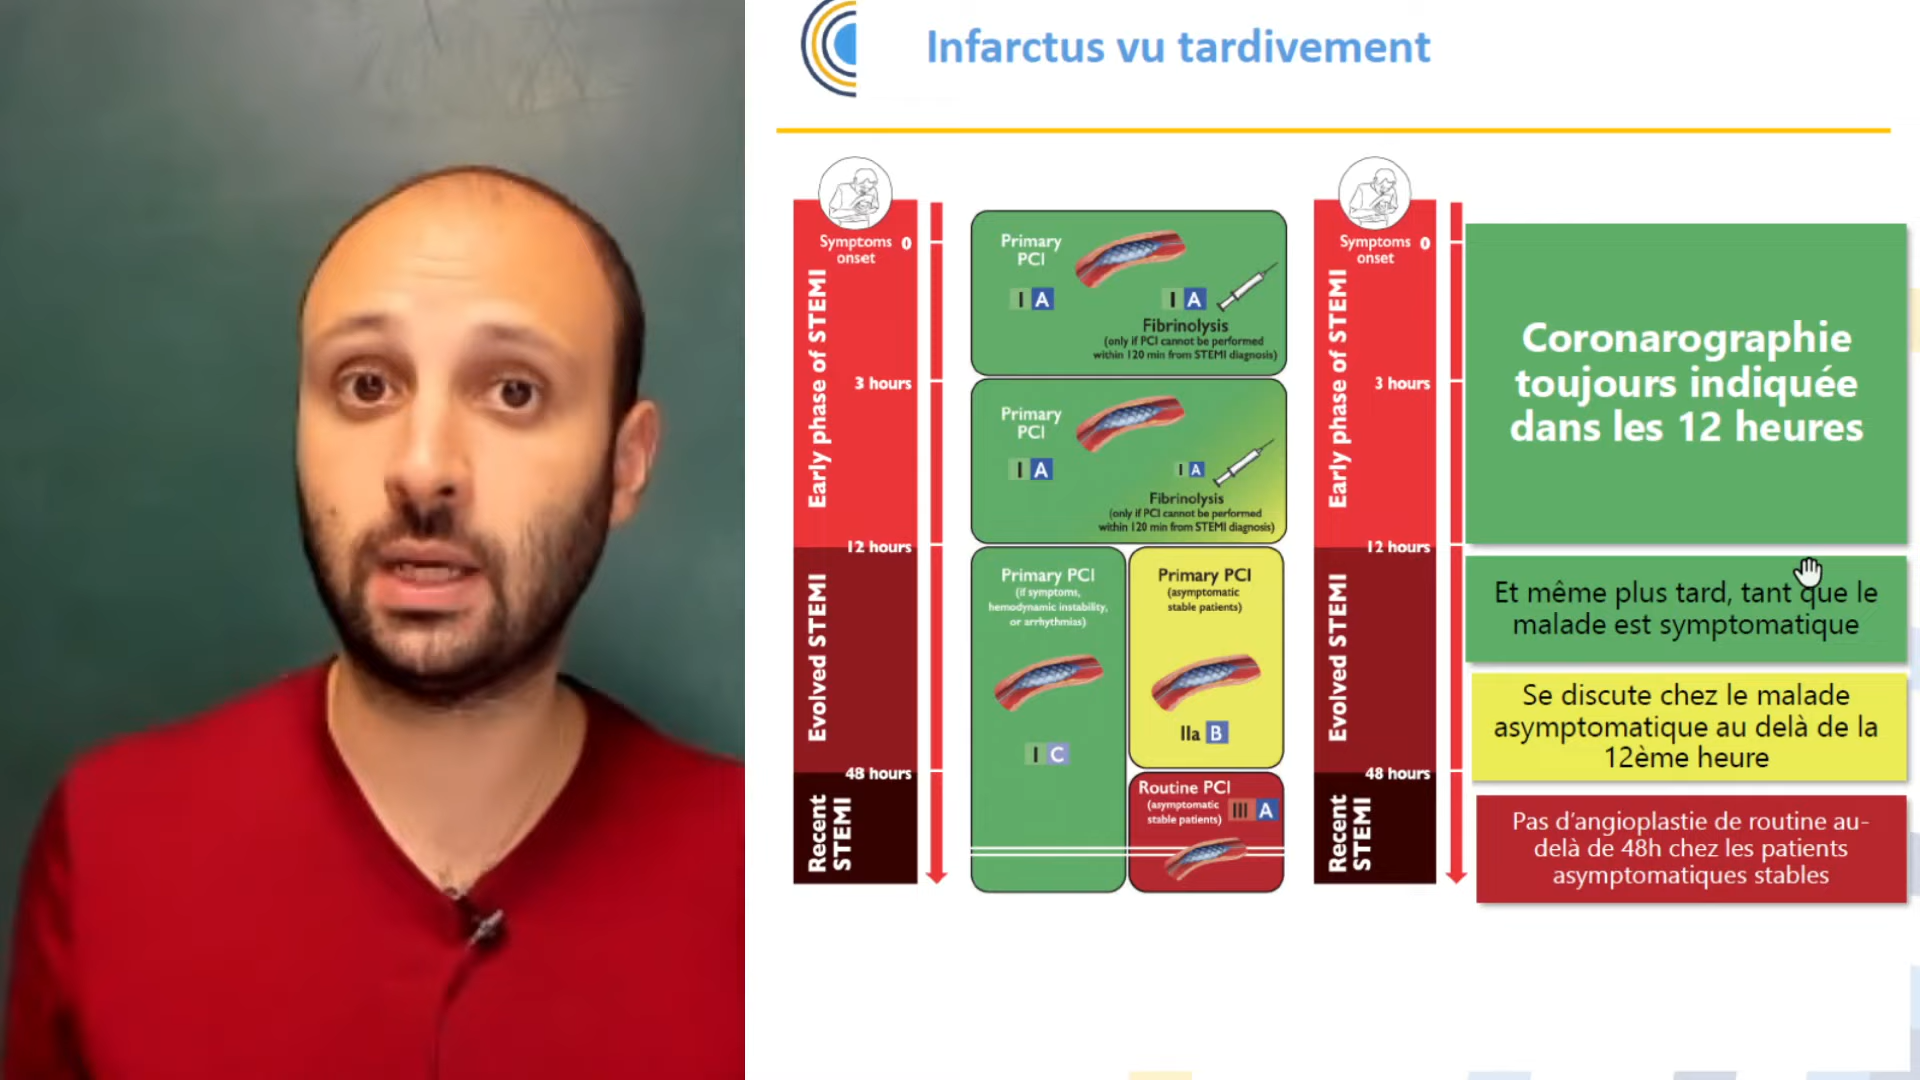 Infarctus vu tardivement
Symptoms 0
onset
Early phase of STEMI
3 hours
12 hours
Evolved STEMI
48 hours
Recent
STEMI
Primary
PCI
I A
I A
Fibrinolysis
(only if PCI cannot be performed
within 120 min from STEMI diagnosis)
Primary
PCI
I A
I A
Fibrinolysis
(only if PCI cannot be performed
within 120 min from STEMI diagnosis)
Primary PCI
(if symptoms,
hemodynamic instability,
or arrhythmias)
I C
Primary PCI
(asymptomatic
stable patients)
IIa B
Routine PCI
(asymptomatic
stable patients)
III A
Symptoms 0
onset
Early phase of STEMI
3 hours
12 hours
Evolved STEMI
48 hours
Recent
STEMI
Coronarographie
toujours indiquée
dans les 12 heures
Et même plus tard, tant que le
malade est symptomatique
Se discute chez le malade
asymptomatique au delà de la
12ème heure
Pas d'angioplastie de routine au-
delà de 48h chez les patients
asymptomatiques stables